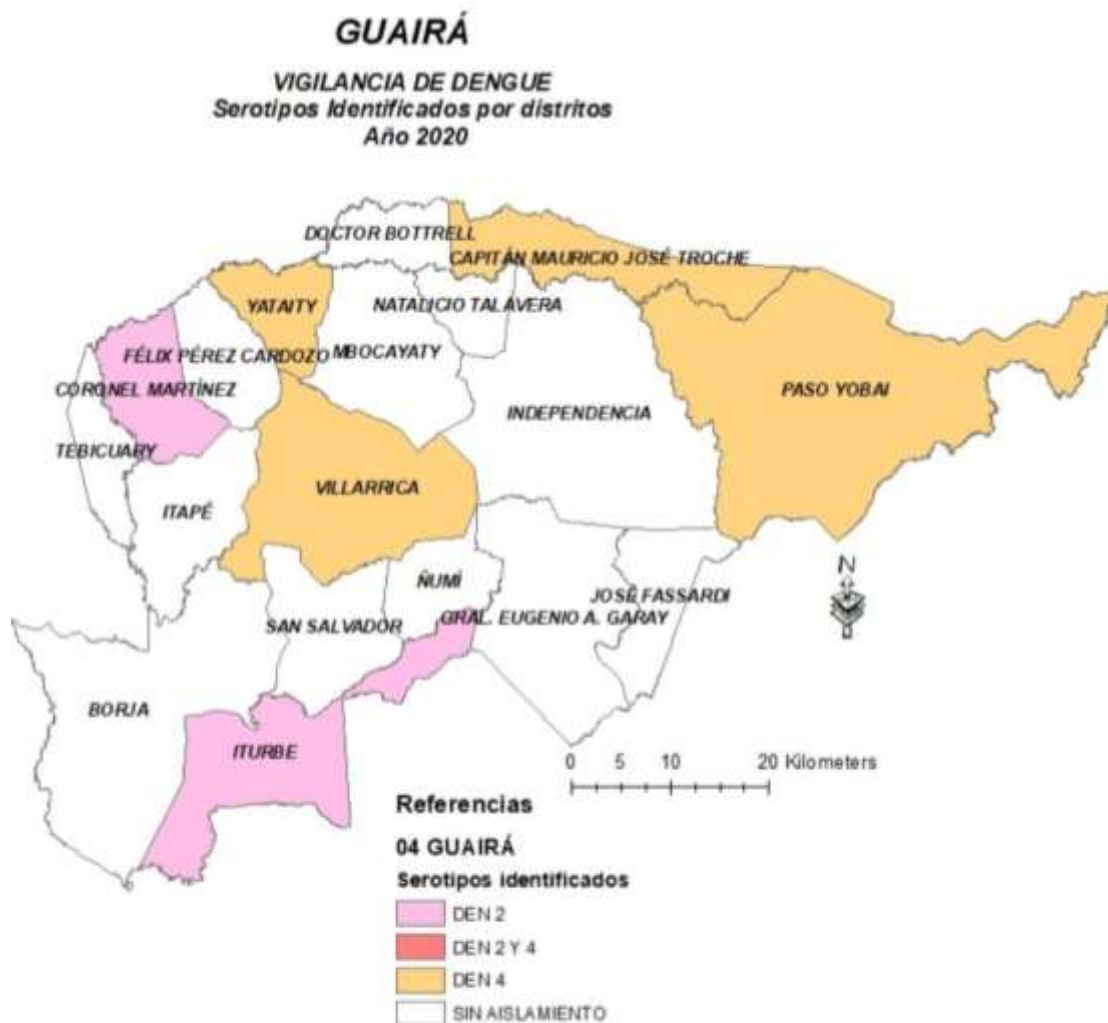 GUAIRÁ
VIGILANCIA DE DENGUE
Serotipos Identificados por distritos
Año 2020
DOCTOR BOTTRELL
CAPITÁN MAURICIO JOSÉ TROCHE
YATAITY
NATALICIO TALAVERA
FÉLIX PÉREZ CARDOZO
MBOCAYATY
CORONEL MARTÍNEZ
PASO YOBAI
INDEPENDENCIA
TEBICUARY
VILLARRICA
ITAPÉ
ÑUMÍ
N
JOSÉ FASSARDI
GRAL. EUGENIO A. GARAY
SAN SALVADOR
BORJA
ITURBE
0 5 10 20 Kilometers
Referencias
04 GUAIRÁ
Serotipos identificados
DEN 2
DEN 2 Y 4
DEN 4
SIN AISLAMIENTO